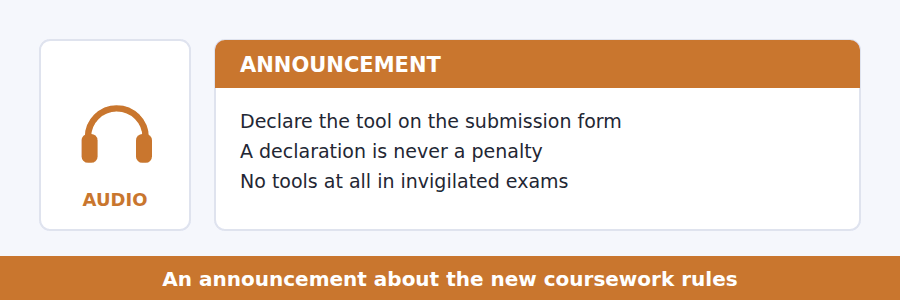 AUDIO
ANNOUNCEMENT
Declare the tool on the submission form
A declaration is never a penalty
No tools at all in invigilated exams
An announcement about the new coursework rules